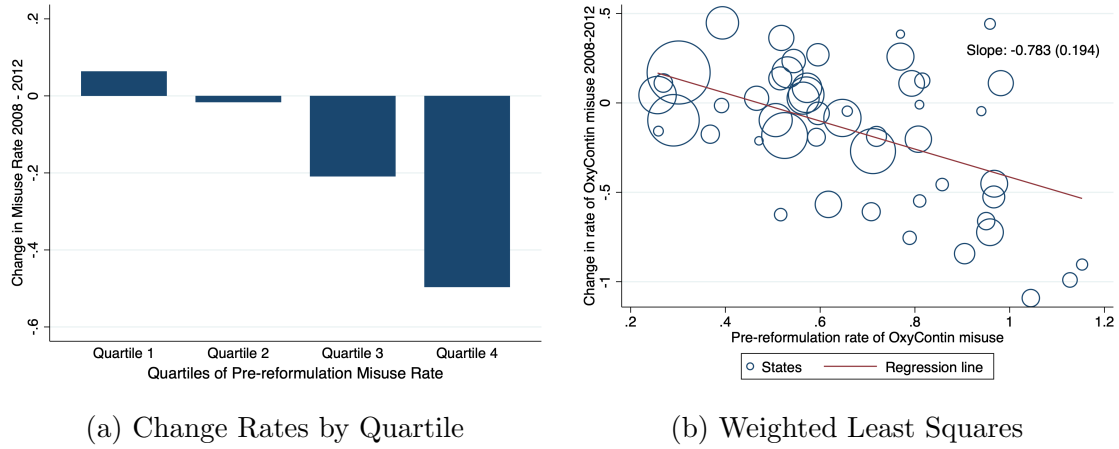 Change in Misuse Rate 2008 - 2012
.2
0
-.2
-.4
-.6
Quartile 1
Quartile 2
Quartile 3
Quartile 4
Quartiles of Pre-reformulation Misuse Rate
(a) Change Rates by Quartile
Change in rate of OxyContin misuse 2008-2012
.5
0
-.5
-1
Slope: -0.783 (0.194)
.2
.4
.6
.8
1
1.2
Pre-reformulation rate of OxyContin misuse
States
Regression line
(b) Weighted Least Squares